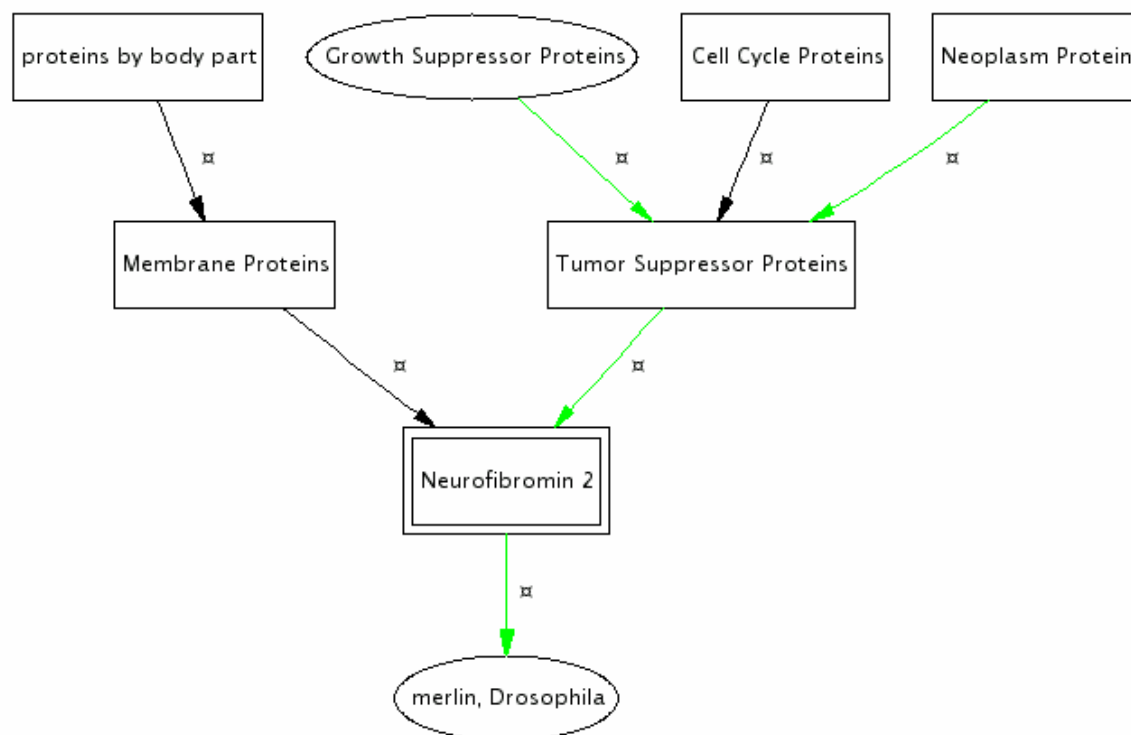 proteins by body part
Growth Suppressor Proteins
Cell Cycle Proteins
Neoplasm Protein
¤
¤
¤
¤
Membrane Proteins
Tumor Suppressor Proteins
¤
¤
Neurofibromin 2
¤
merlin, Drosophila